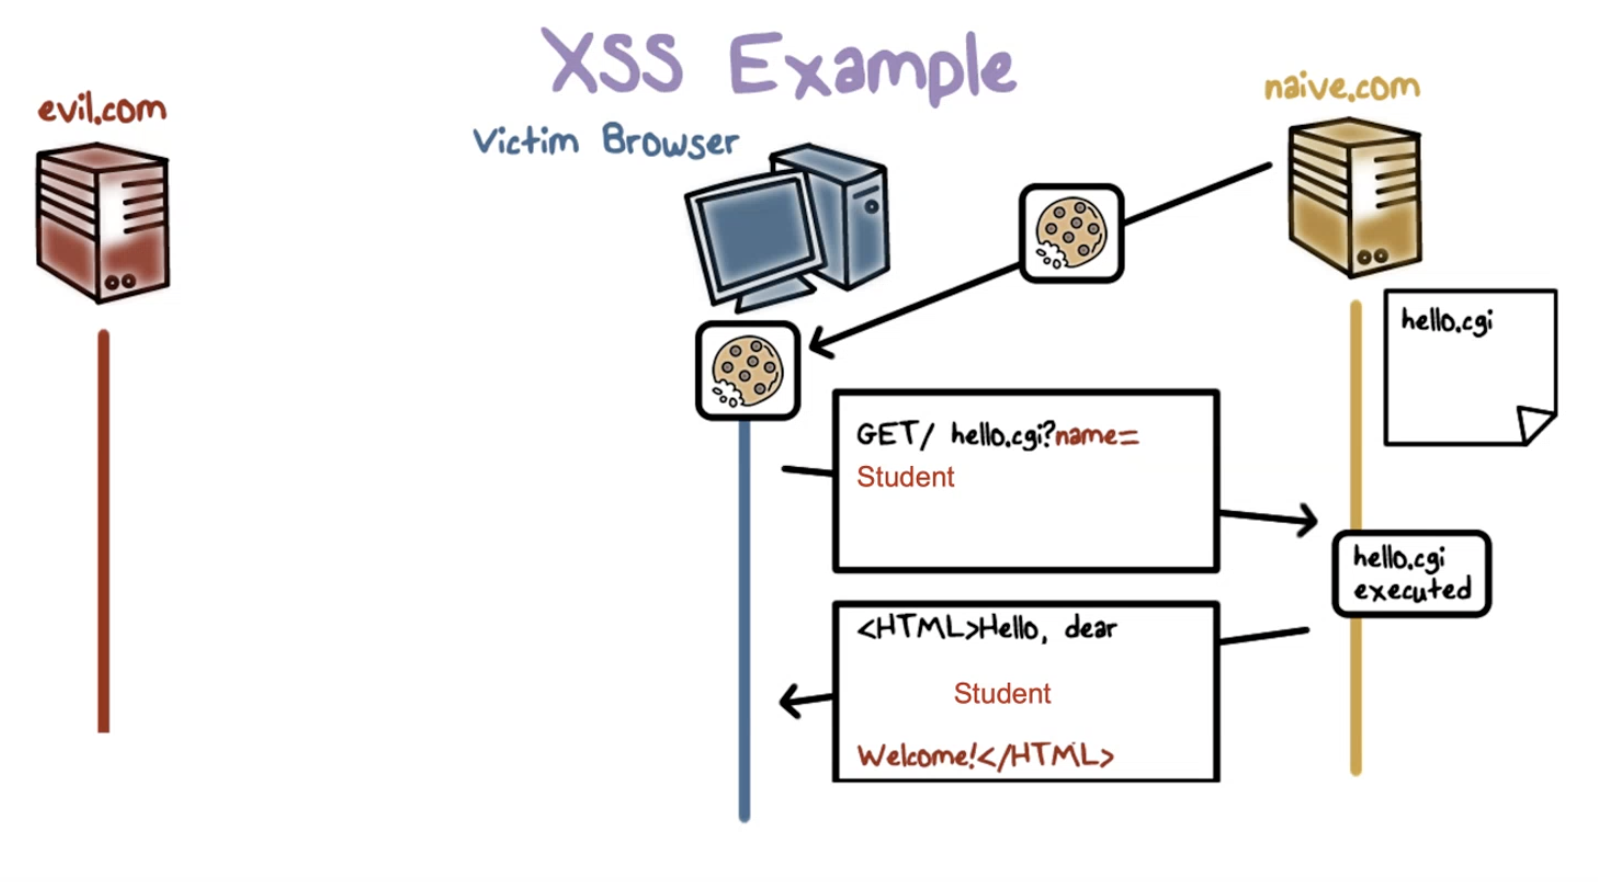 XSS Example
evil.com
Victim Browser
naive.com
hello.cgi
GET/ hello.cgi?name=
Student
hello.cgi
executed
<HTML>Hello, dear
Student
Welcome!</HTML>